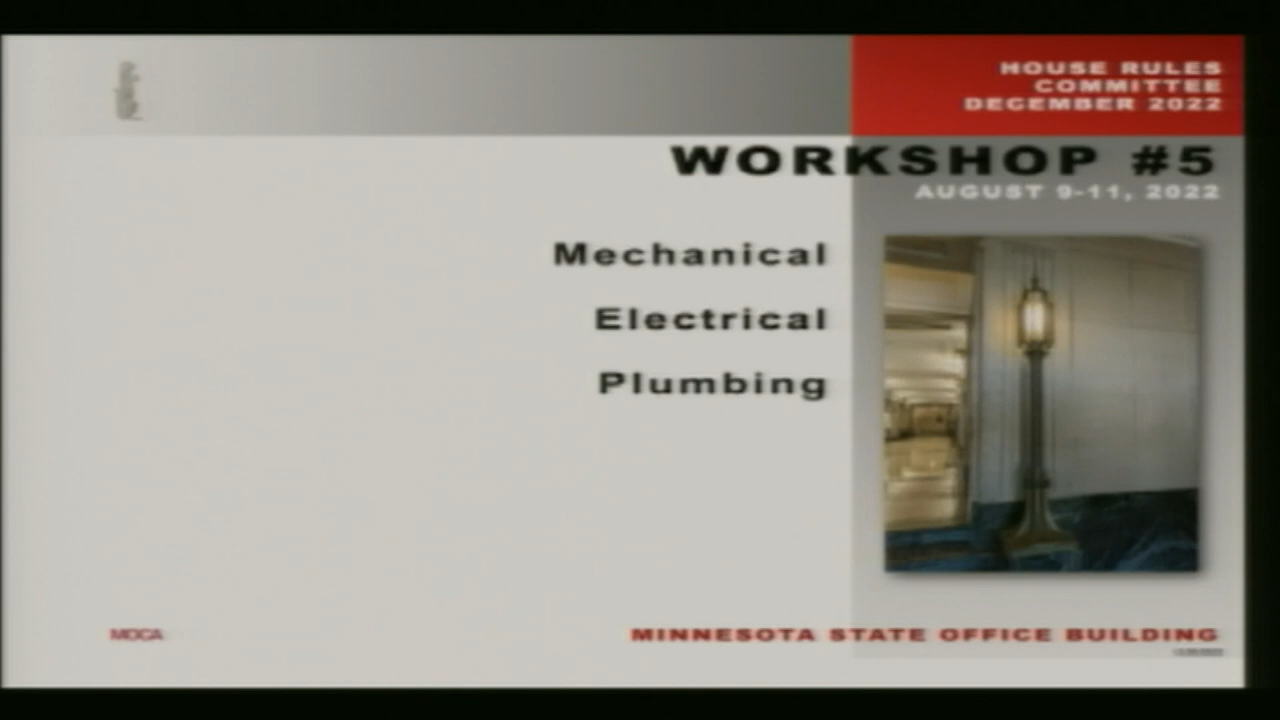 HOUSE RULES
COMMITTEE
DECEMBER 2022
WORKSHOP #5
AUGUST 9-11, 2022
Mechanical
Electrical
Plumbing
MOCA
MINNESOTA STATE OFFICE BUILDING